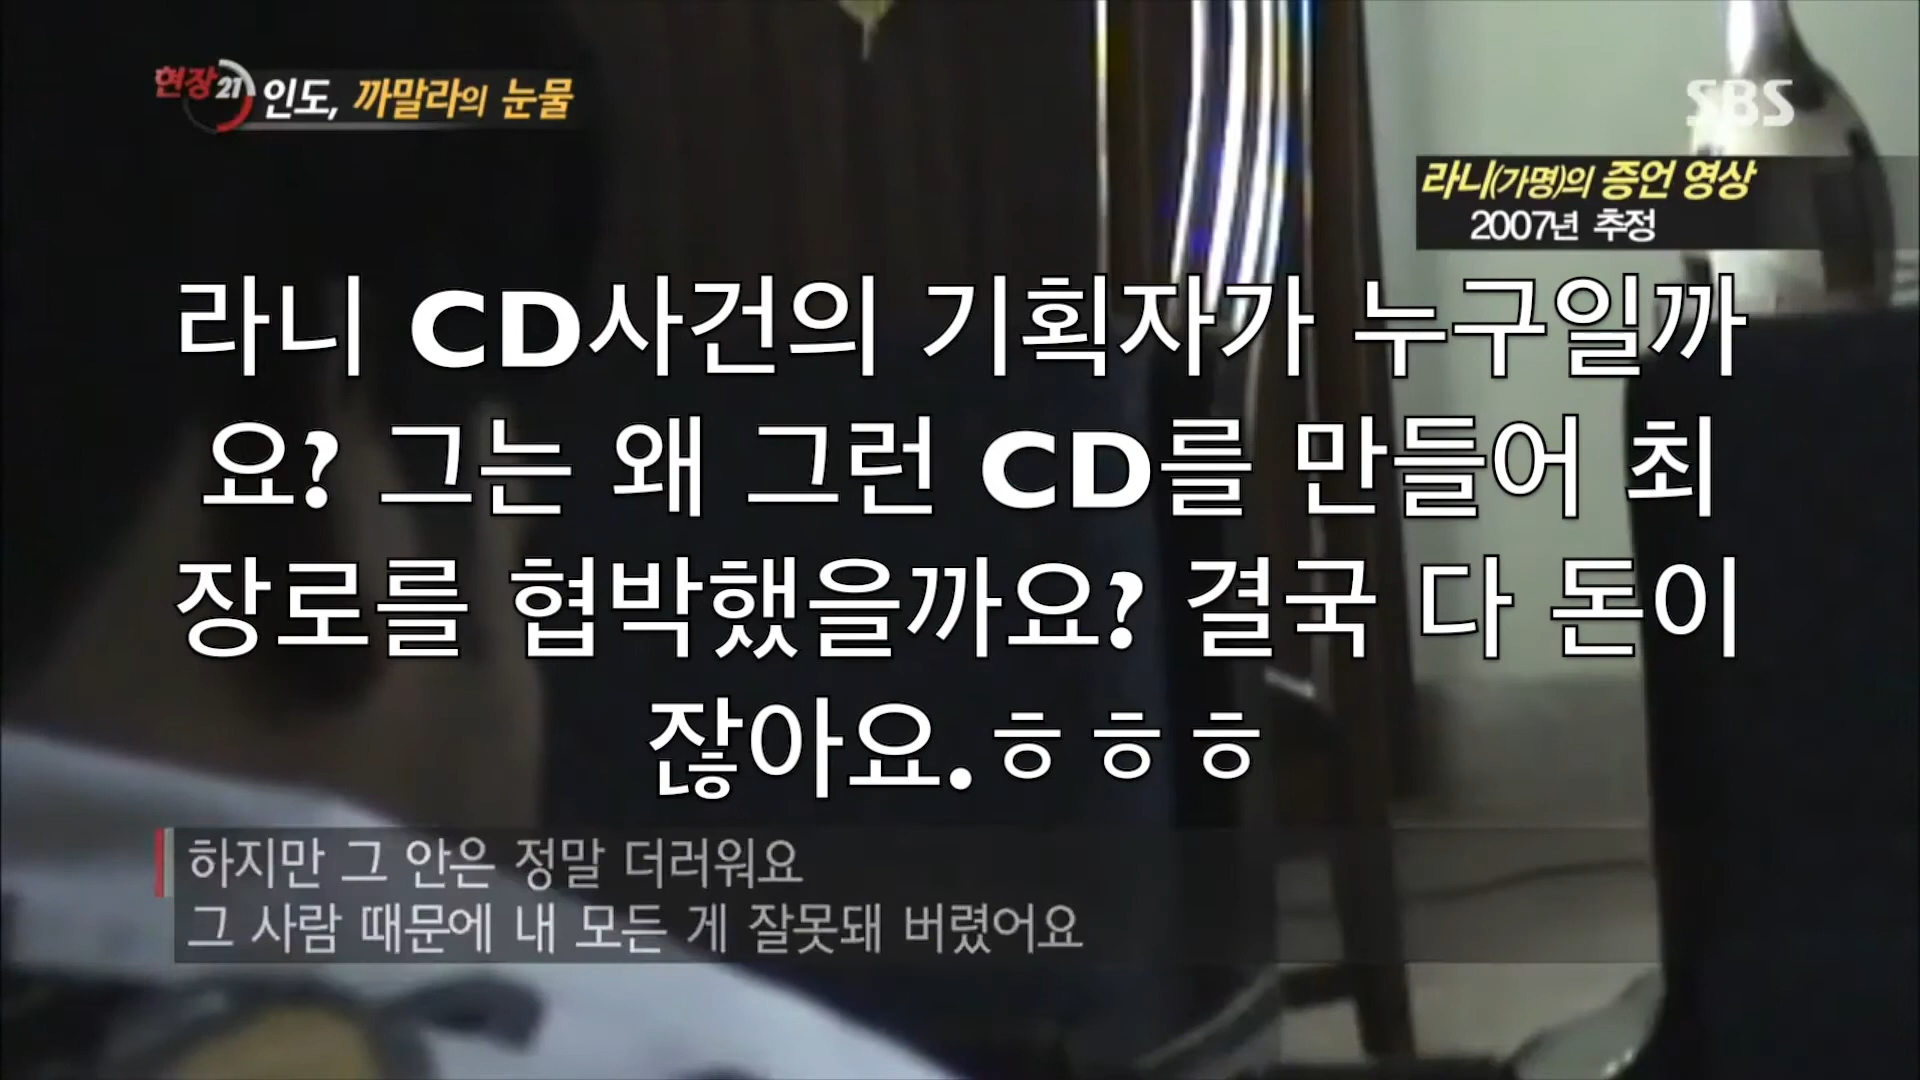 현장21 인도, 까말라의 눈물
SBS
라니(가명)의 증언 영상
2007년 추정
라니 CD사건의 기획자가 누구일까
요? 그는 왜 그런 CD를 만들어 최
장로를 협박했을까요? 결국 다 돈이
잖아요.ㅎㅎㅎ
하지만 그 안은 정말 더러워요
그 사람 때문에 내 모든 게 잘못돼 버렸어요